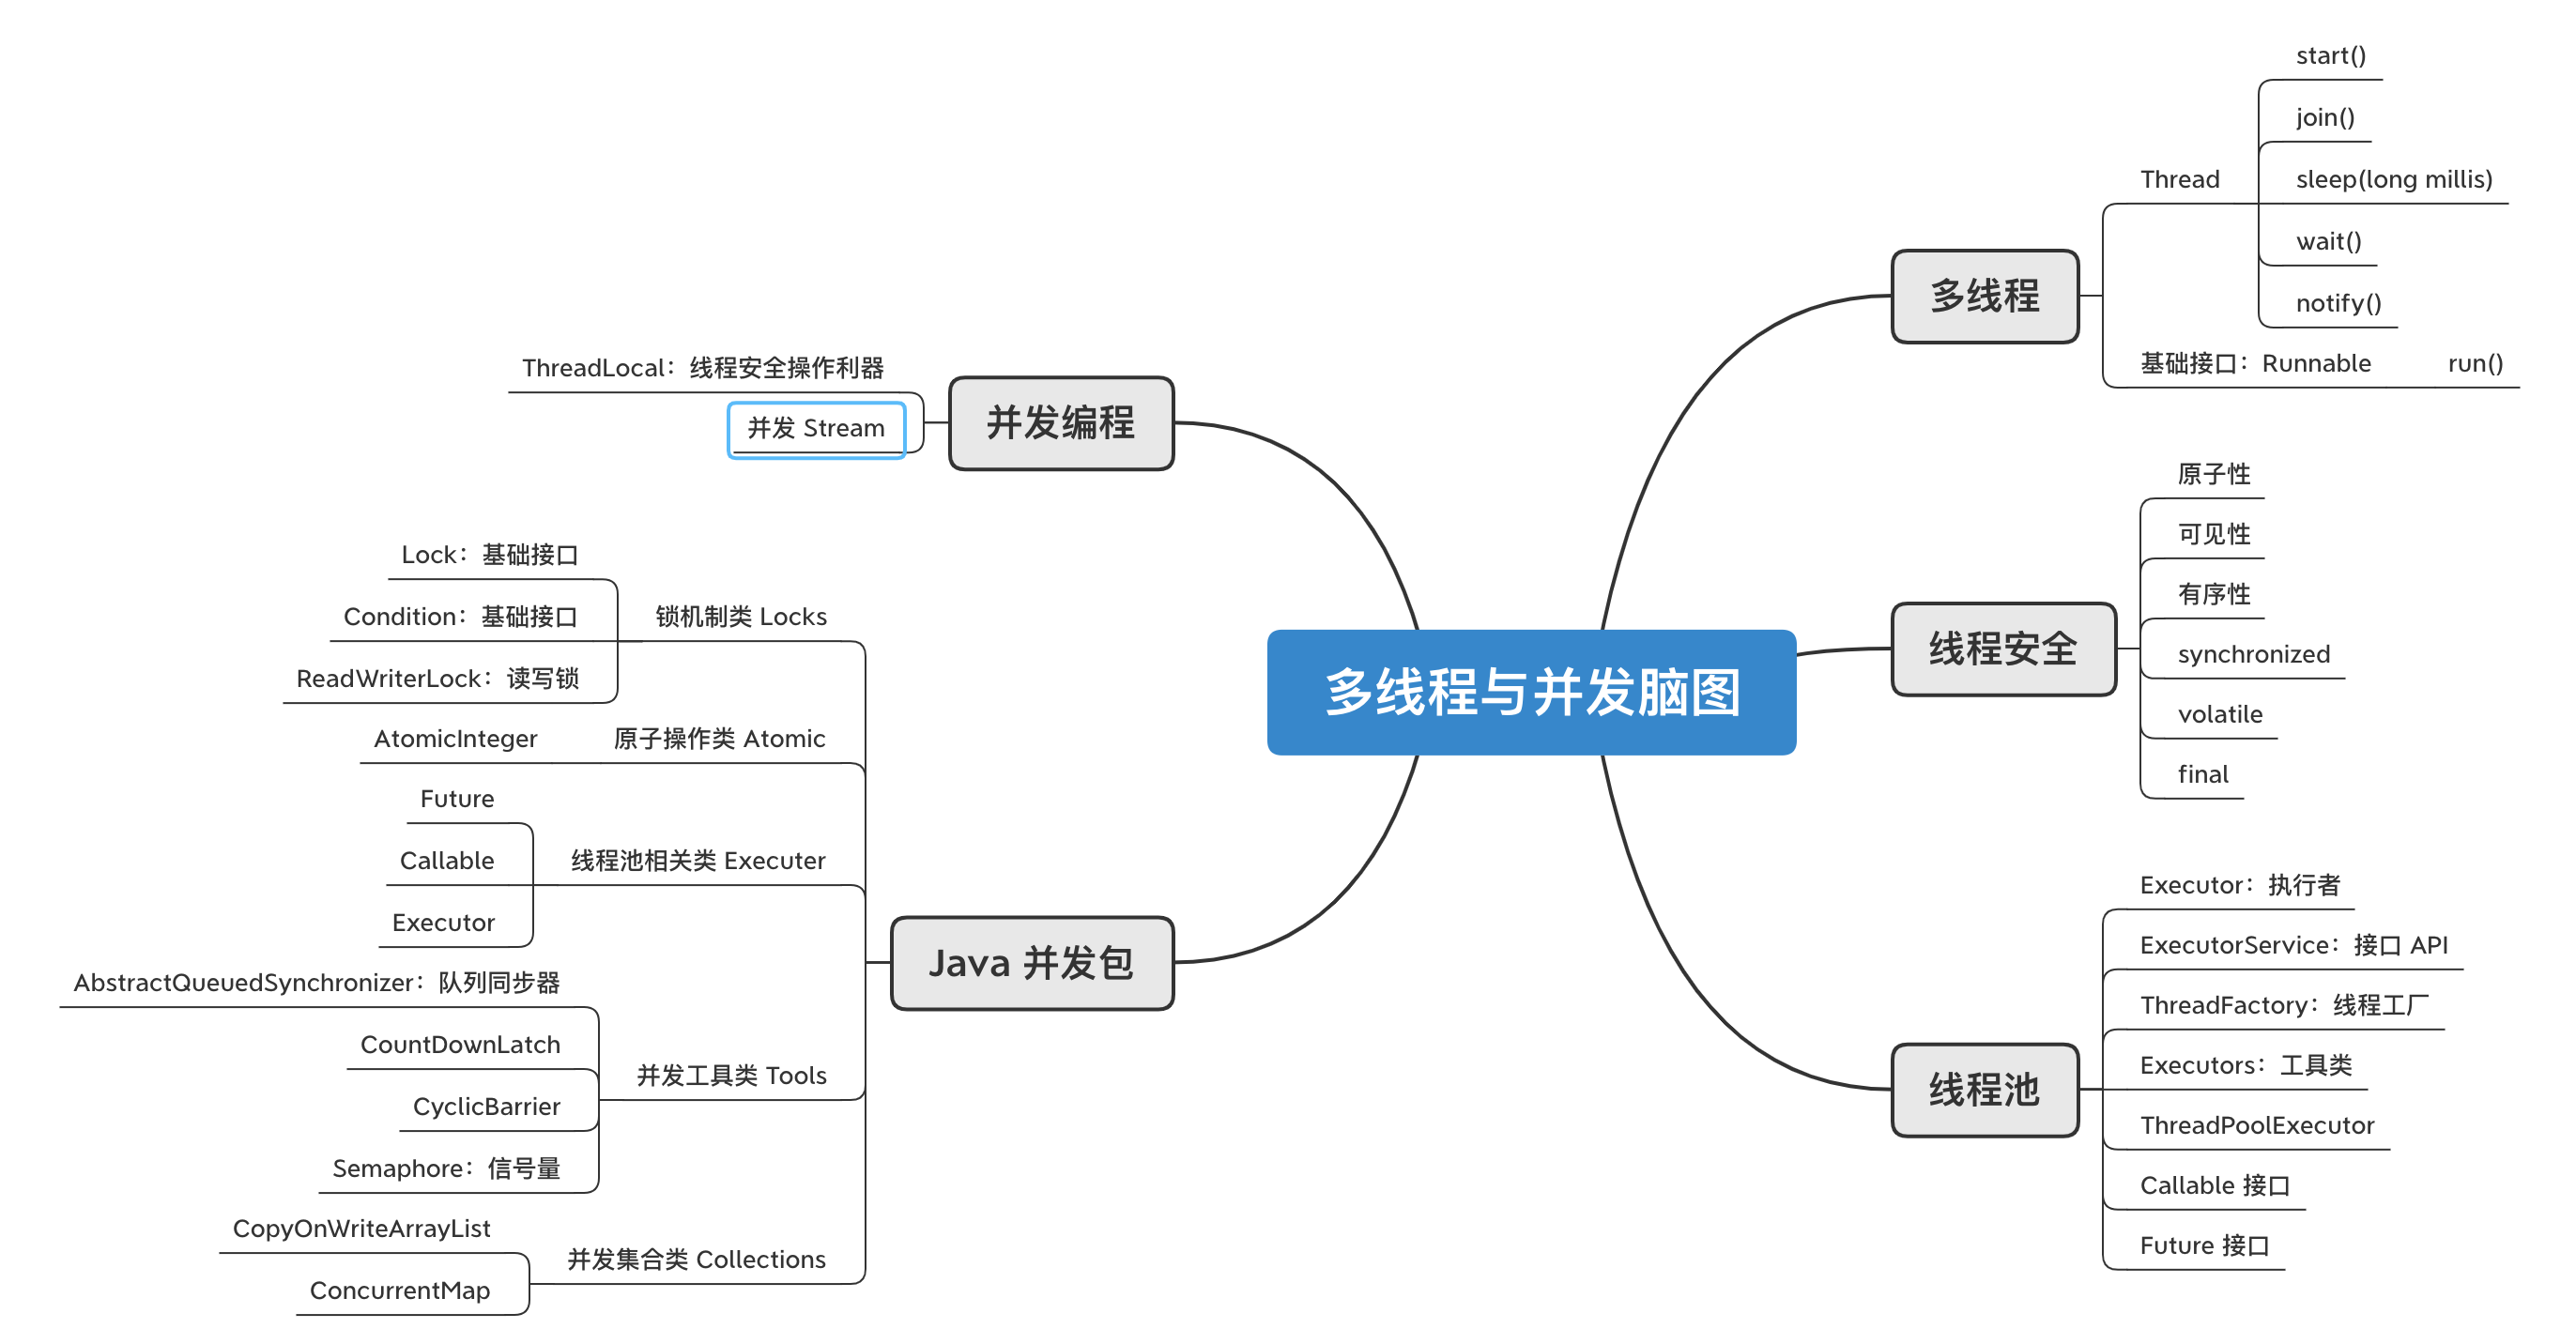 多线程与并发脑图
多线程
Thread
start()
join()
sleep(long millis)
wait()
notify()
基础接口：Runnable
run()
线程安全
原子性
可见性
有序性
synchronized
volatile
final
线程池
Executor：执行者
ExecutorService：接口 API
ThreadFactory：线程工厂
Executors：工具类
ThreadPoolExecutor
Callable 接口
Future 接口
并发编程
ThreadLocal：线程安全操作利器
并发 Stream
Java 并发包
锁机制类 Locks
Lock：基础接口
Condition：基础接口
ReadWriterLock：读写锁
原子操作类 Atomic
AtomicInteger
线程池相关类 Executer
Future
Callable
Executor
并发工具类 Tools
AbstractQueuedSynchronizer：队列同步器
CountDownLatch
CyclicBarrier
Semaphore：信号量
并发集合类 Collections
CopyOnWriteArrayList
ConcurrentMap